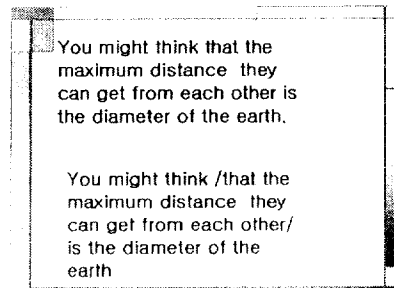 You might think that the
maximum distance they
can get from each other is
the diameter of the earth.
You might think /that the
maximum distance they
can get from each other/
is the diameter of the
earth